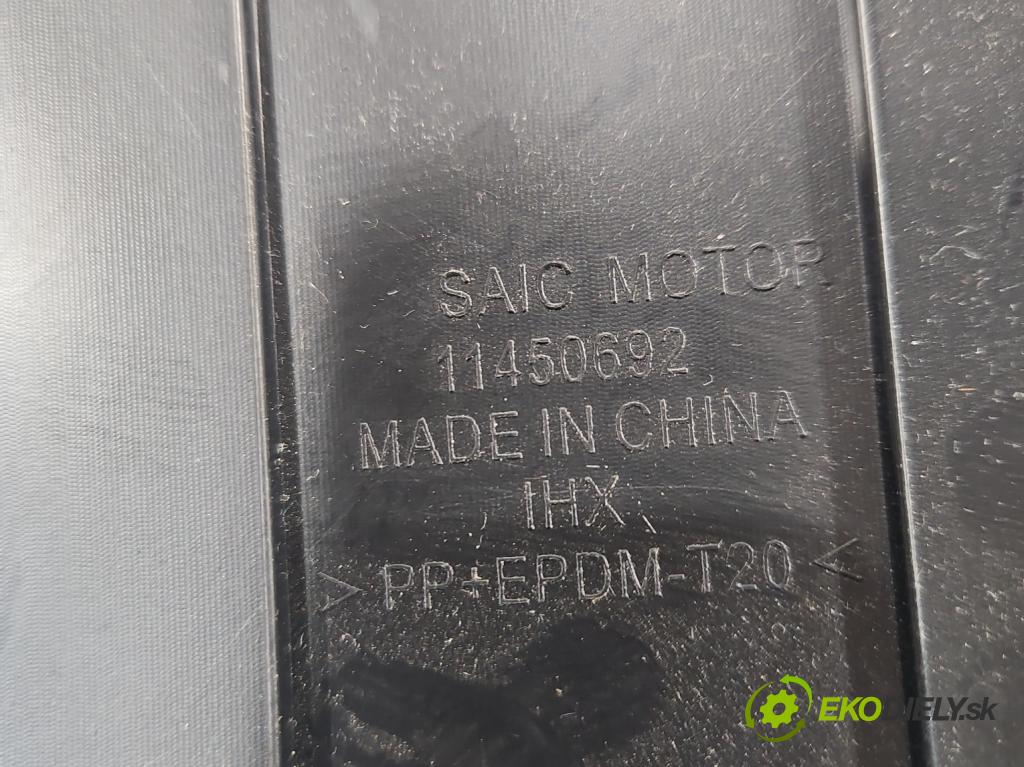 SAIC MOTOR
11450692
MADE IN CHINA
IHX
>PP+EPDM-T20<
EKODIELY.sk